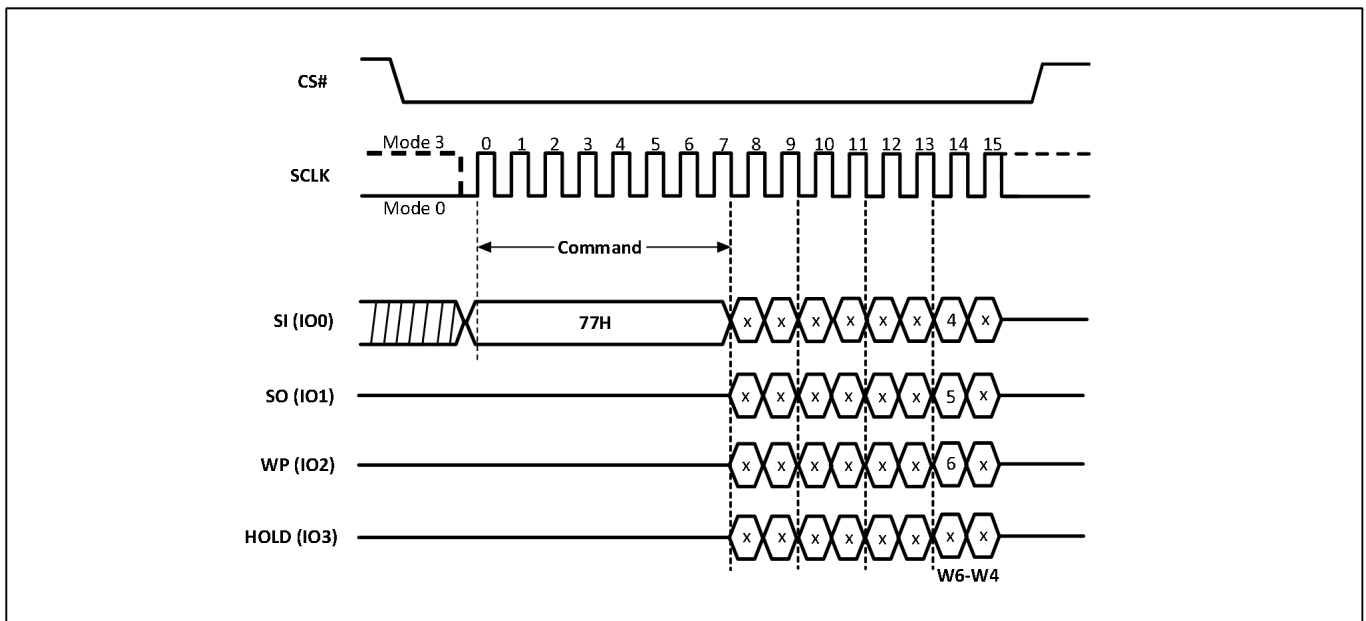 CS#
Mode 3
0 1 2 3 4 5 6 7 8 9 10 11 12 13 14 15
SCLK
Mode 0
Command
SI (IO0)
77H
x x x x x x 4 x
SO (IO1)
x x x x x x 5 x
WP (IO2)
x x x x x x 6 x
HOLD (IO3)
x x x x x x x x
W6-W4